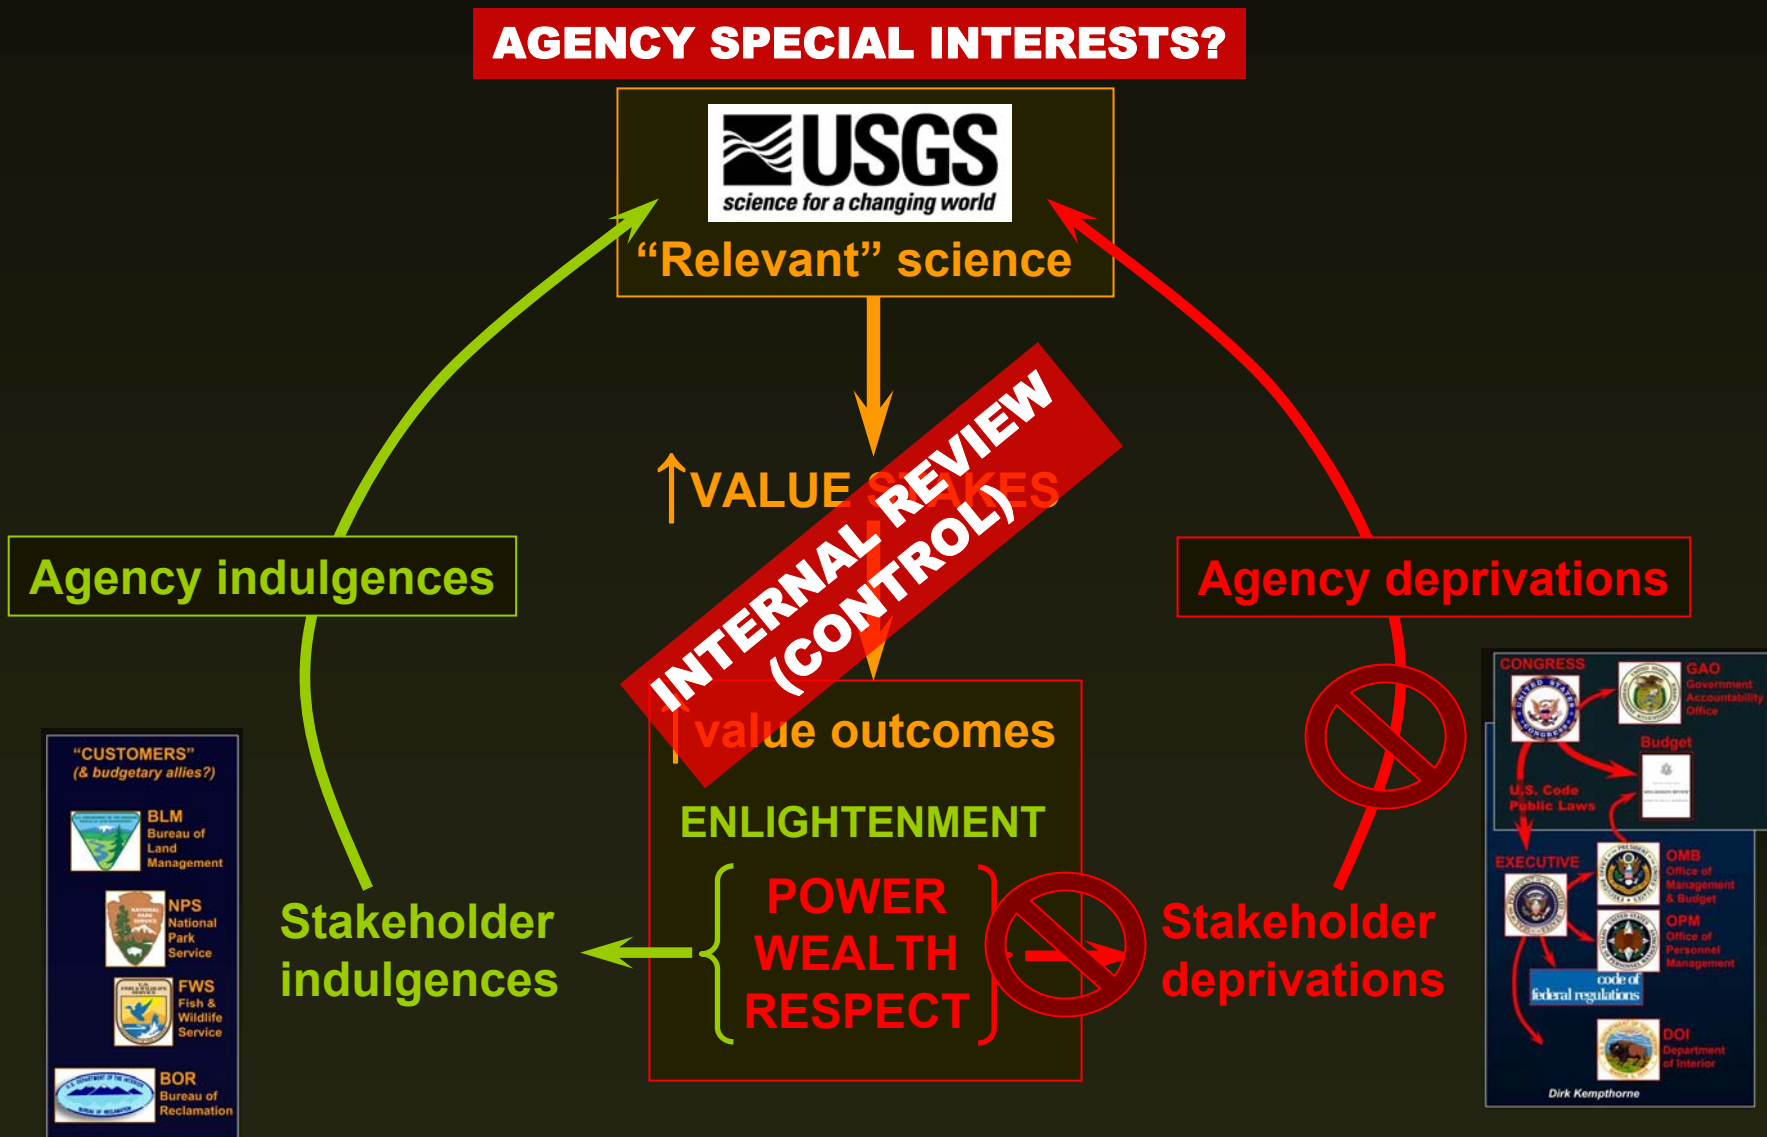 AGENCY SPECIAL INTERESTS?
USGS
science for a changing world
“Relevant” science
↑VALUE STAKES
INTERNAL REVIEW
(CONTROL)
Agency indulgences
Agency deprivations
↑ value outcomes
ENLIGHTENMENT
POWER
WEALTH
RESPECT
Stakeholder
indulgences
Stakeholder
deprivations
“CUSTOMERS”
(& budgetary allies?)
BLM
Bureau of
Land
Management
NPS
National
Park
Service
FWS
Fish &
Wildlife
Service
BOR
Bureau of
Reclamation
CONGRESS
GAO
Government
Accountability
Office
Budget
U.S. Code
Public Laws
EXECUTIVE
OMB
Office of
Management
& Budget
OPM
Office of
Personnel
Management
code of
federal regulations
DOI
Department
of Interior
Dirk Kempthorne